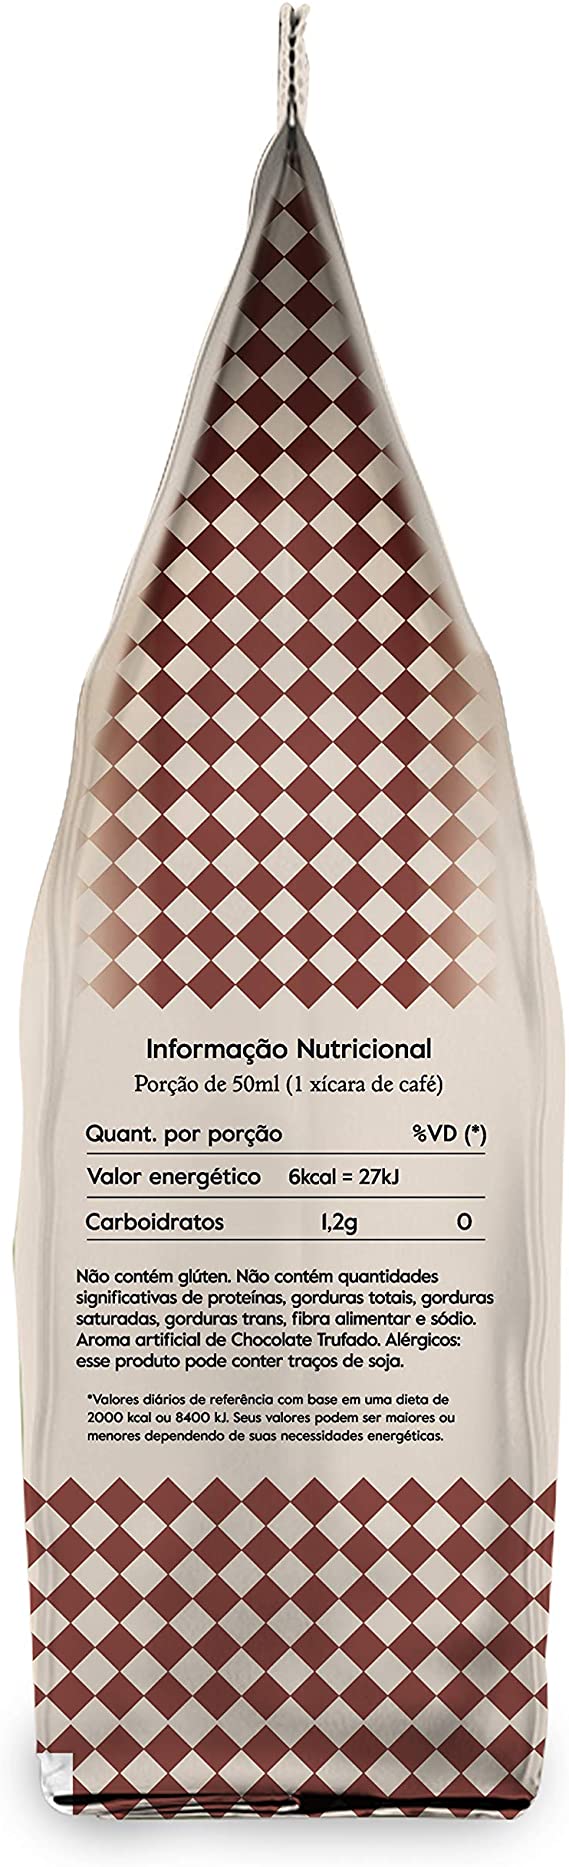 Informação Nutricional
Porção de 50ml (1 xícara de café)
Quant. por porção %VD (*)
Valor energético 6kcal = 27kJ
Carboidratos 1,2g 0
Não contém glúten. Não contém quantidades
significativas de proteínas, gorduras totais, gorduras
saturadas, gorduras trans, fibra alimentar e sódio.
Aroma artificial de Chocolate Trufado. Alérgicos:
esse produto pode conter traços de soja.
*Valores diários de referência com base em uma dieta de
2000 kcal ou 8400 kJ. Seus valores podem ser maiores ou
menores dependendo de suas necessidades energéticas.